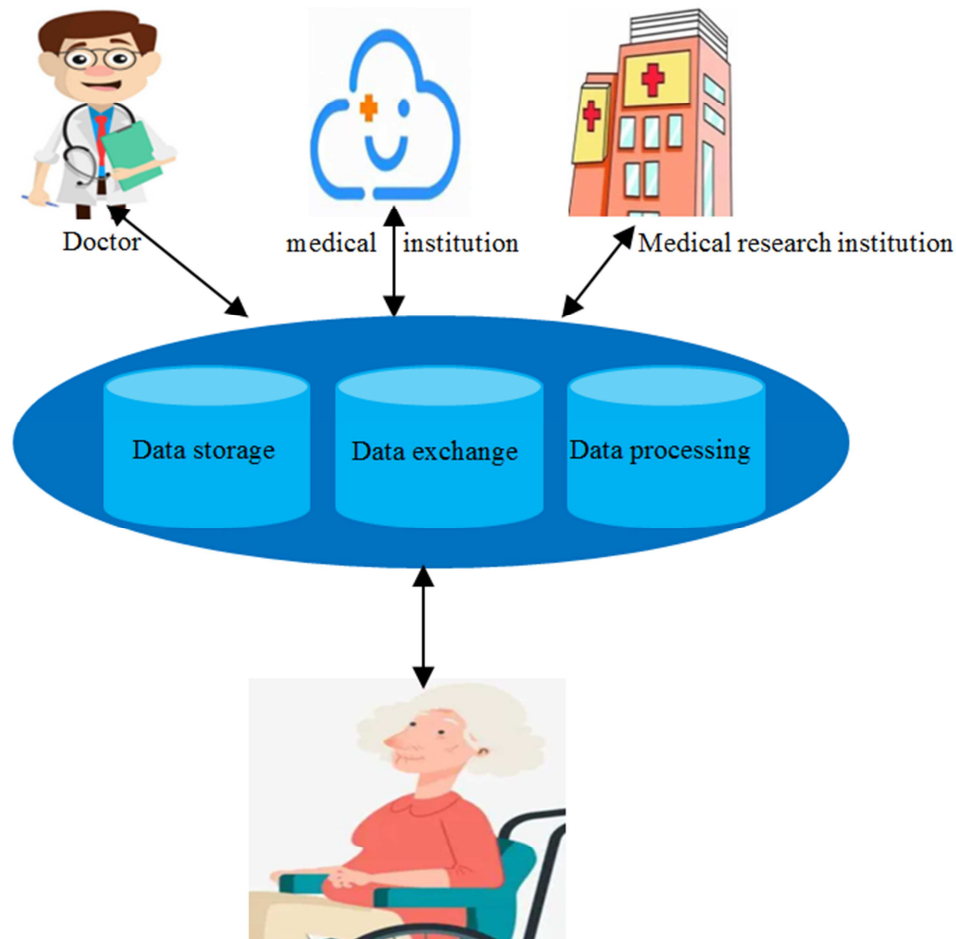 Doctor
medical institution
Medical research institution
Data storage
Data exchange
Data processing